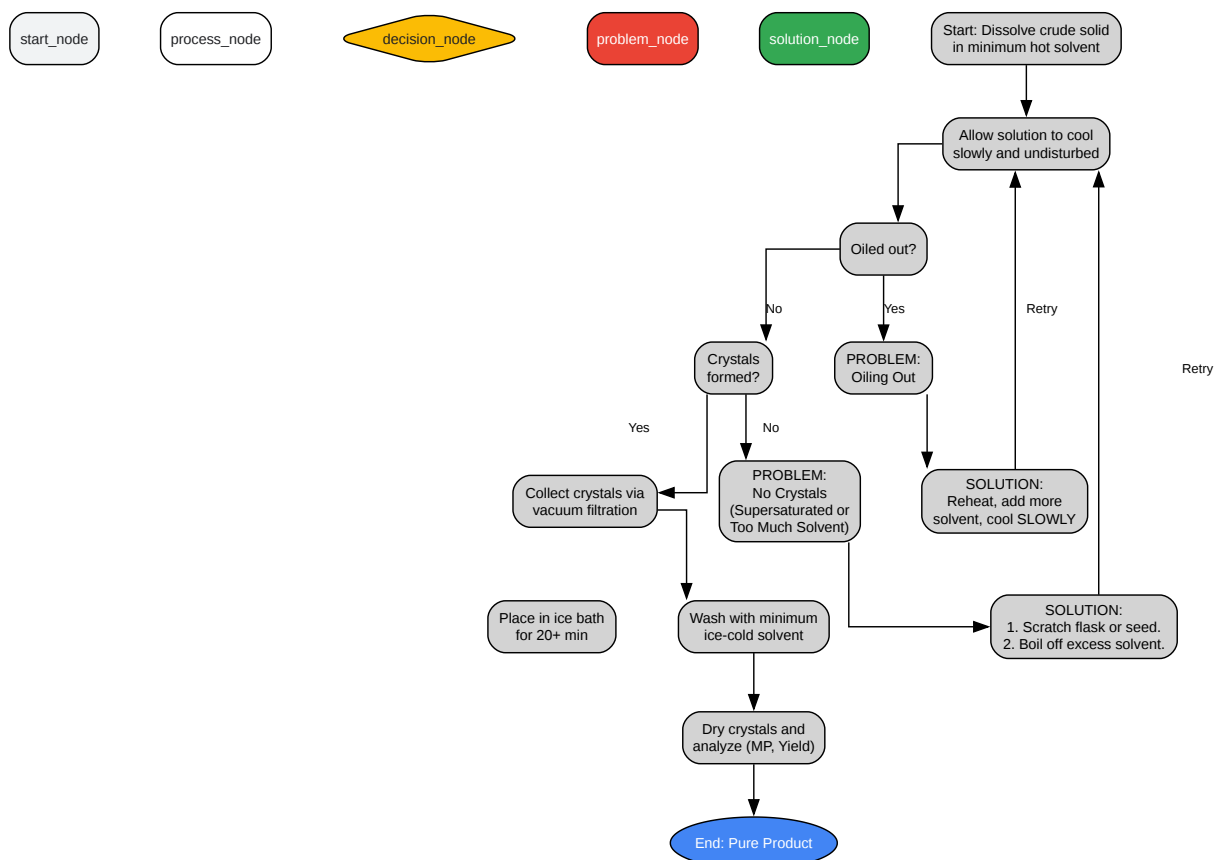 start_node
process_node
decision_node
problem_node
solution_node
Start: Dissolve crude solid
in minimum hot solvent
Allow solution to cool
slowly and undisturbed
Oiled out?
No
Yes
Retry
Crystals
formed?
PROBLEM:
Oiling Out
Retry
Yes
No
Collect crystals via
vacuum filtration
PROBLEM:
No Crystals
(Supersaturated or
Too Much Solvent)
SOLUTION:
Reheat, add more
solvent, cool SLOWLY
Place in ice bath
for 20+ min
Wash with minimum
ice-cold solvent
SOLUTION:
1. Scratch flask or seed.
2. Boil off excess solvent.
Dry crystals and
analyze (MP, Yield)
End: Pure Product